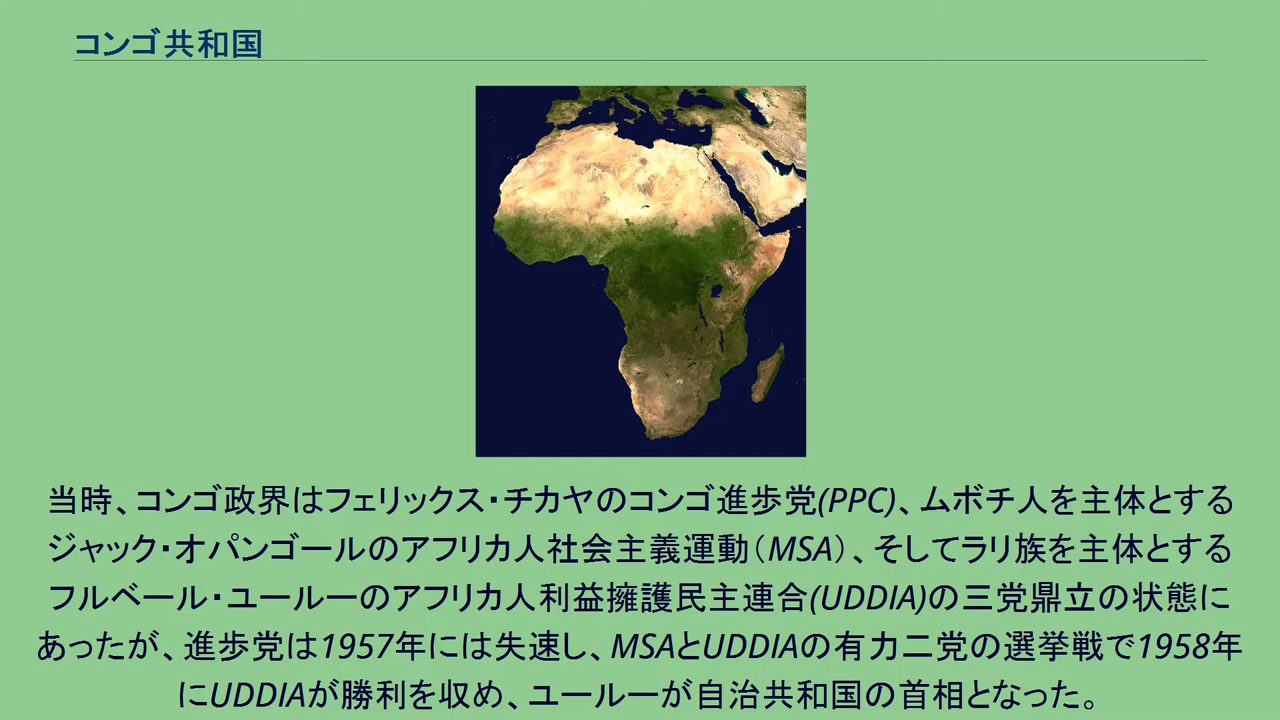 コンゴ共和国
当時、コンゴ政界はフェリックス・チカヤのコンゴ進歩党(PPC)、ムボチ人を主体とする
ジャック・オパンゴールのアフリカ人社会主義運動（MSA）、そしてラリ族を主体とする
フルベール・ユールーのアフリカ人利益擁護民主連合(UDDIA)の三党鼎立の状態に
あったが、進歩党は1957年には失速し、MSAとUDDIAの有力二党の選挙戦で1958年
にUDDIAが勝利を収め、ユールーが自治共和国の首相となった。